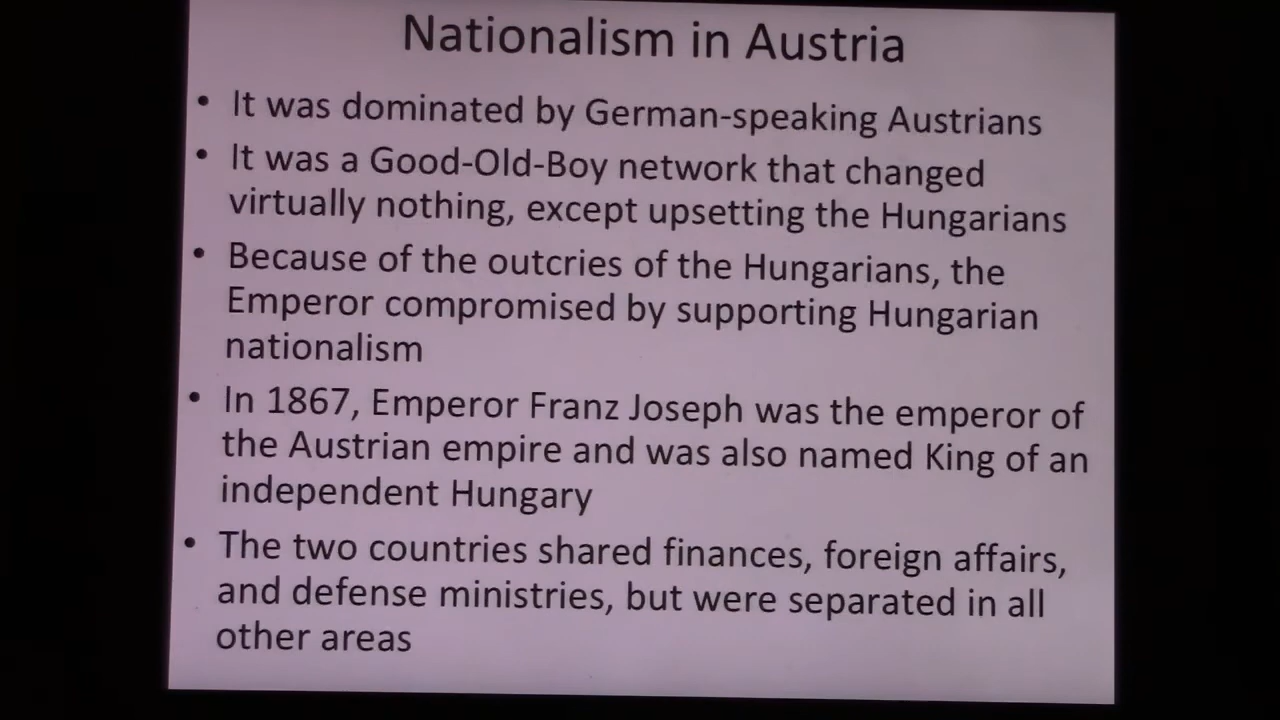 Nationalism in Austria
• It was dominated by German-speaking Austrians
• It was a Good-Old-Boy network that changed
virtually nothing, except upsetting the Hungarians
• Because of the outcries of the Hungarians, the
Emperor compromised by supporting Hungarian
nationalism
• In 1867, Emperor Franz Joseph was the emperor of
the Austrian empire and was also named King of an
independent Hungary
• The two countries shared finances, foreign affairs,
and defense ministries, but were separated in all
other areas